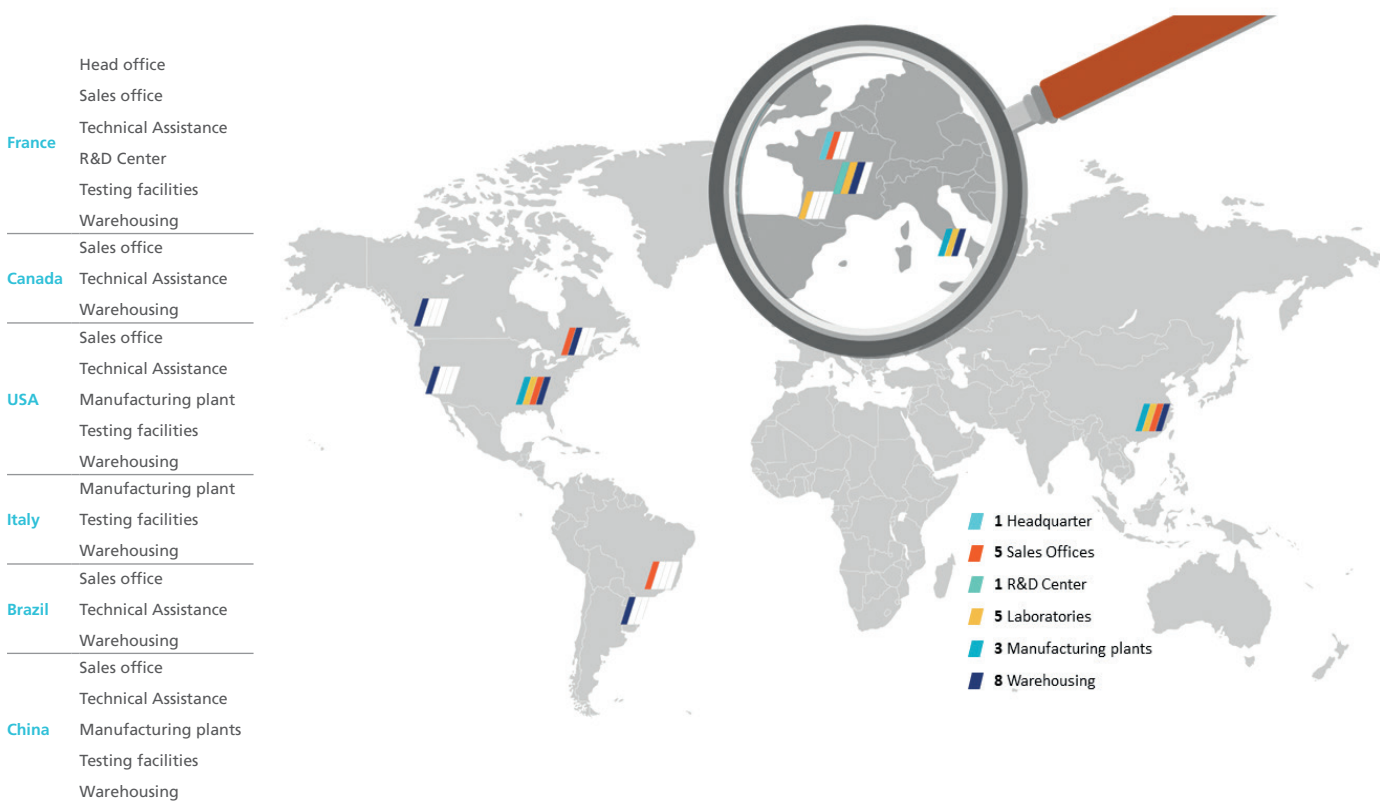 France
Head office
Sales office
Technical Assistance
R&D Center
Testing facilities
Warehousing
Canada
Sales office
Technical Assistance
Warehousing
USA
Sales office
Technical Assistance
Manufacturing plant
Testing facilities
Warehousing
Italy
Manufacturing plant
Testing facilities
Warehousing
Brazil
Sales office
Technical Assistance
Warehousing
China
Sales office
Technical Assistance
Manufacturing plants
Testing facilities
Warehousing
1 Headquarter
5 Sales Offices
1 R&D Center
5 Laboratories
3 Manufacturing plants
8 Warehousing